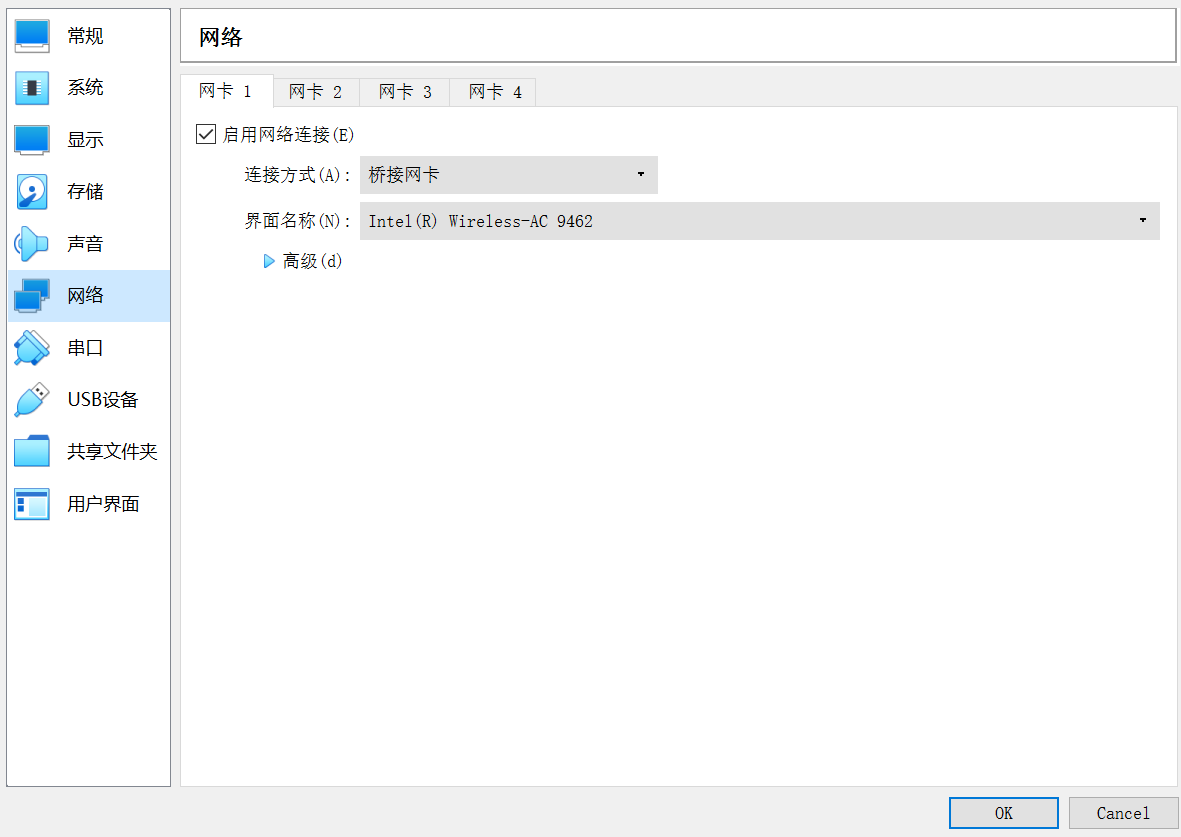 常规
系统
显示
存储
声音
网络
串口
USB设备
共享文件夹
用户界面
网络
网卡 1 网卡 2 网卡 3 网卡 4
启用网络连接(E)
连接方式(A): 桥接网卡
界面名称(N): Intel(R) Wireless-AC 9462
高级(d)
OK Cancel